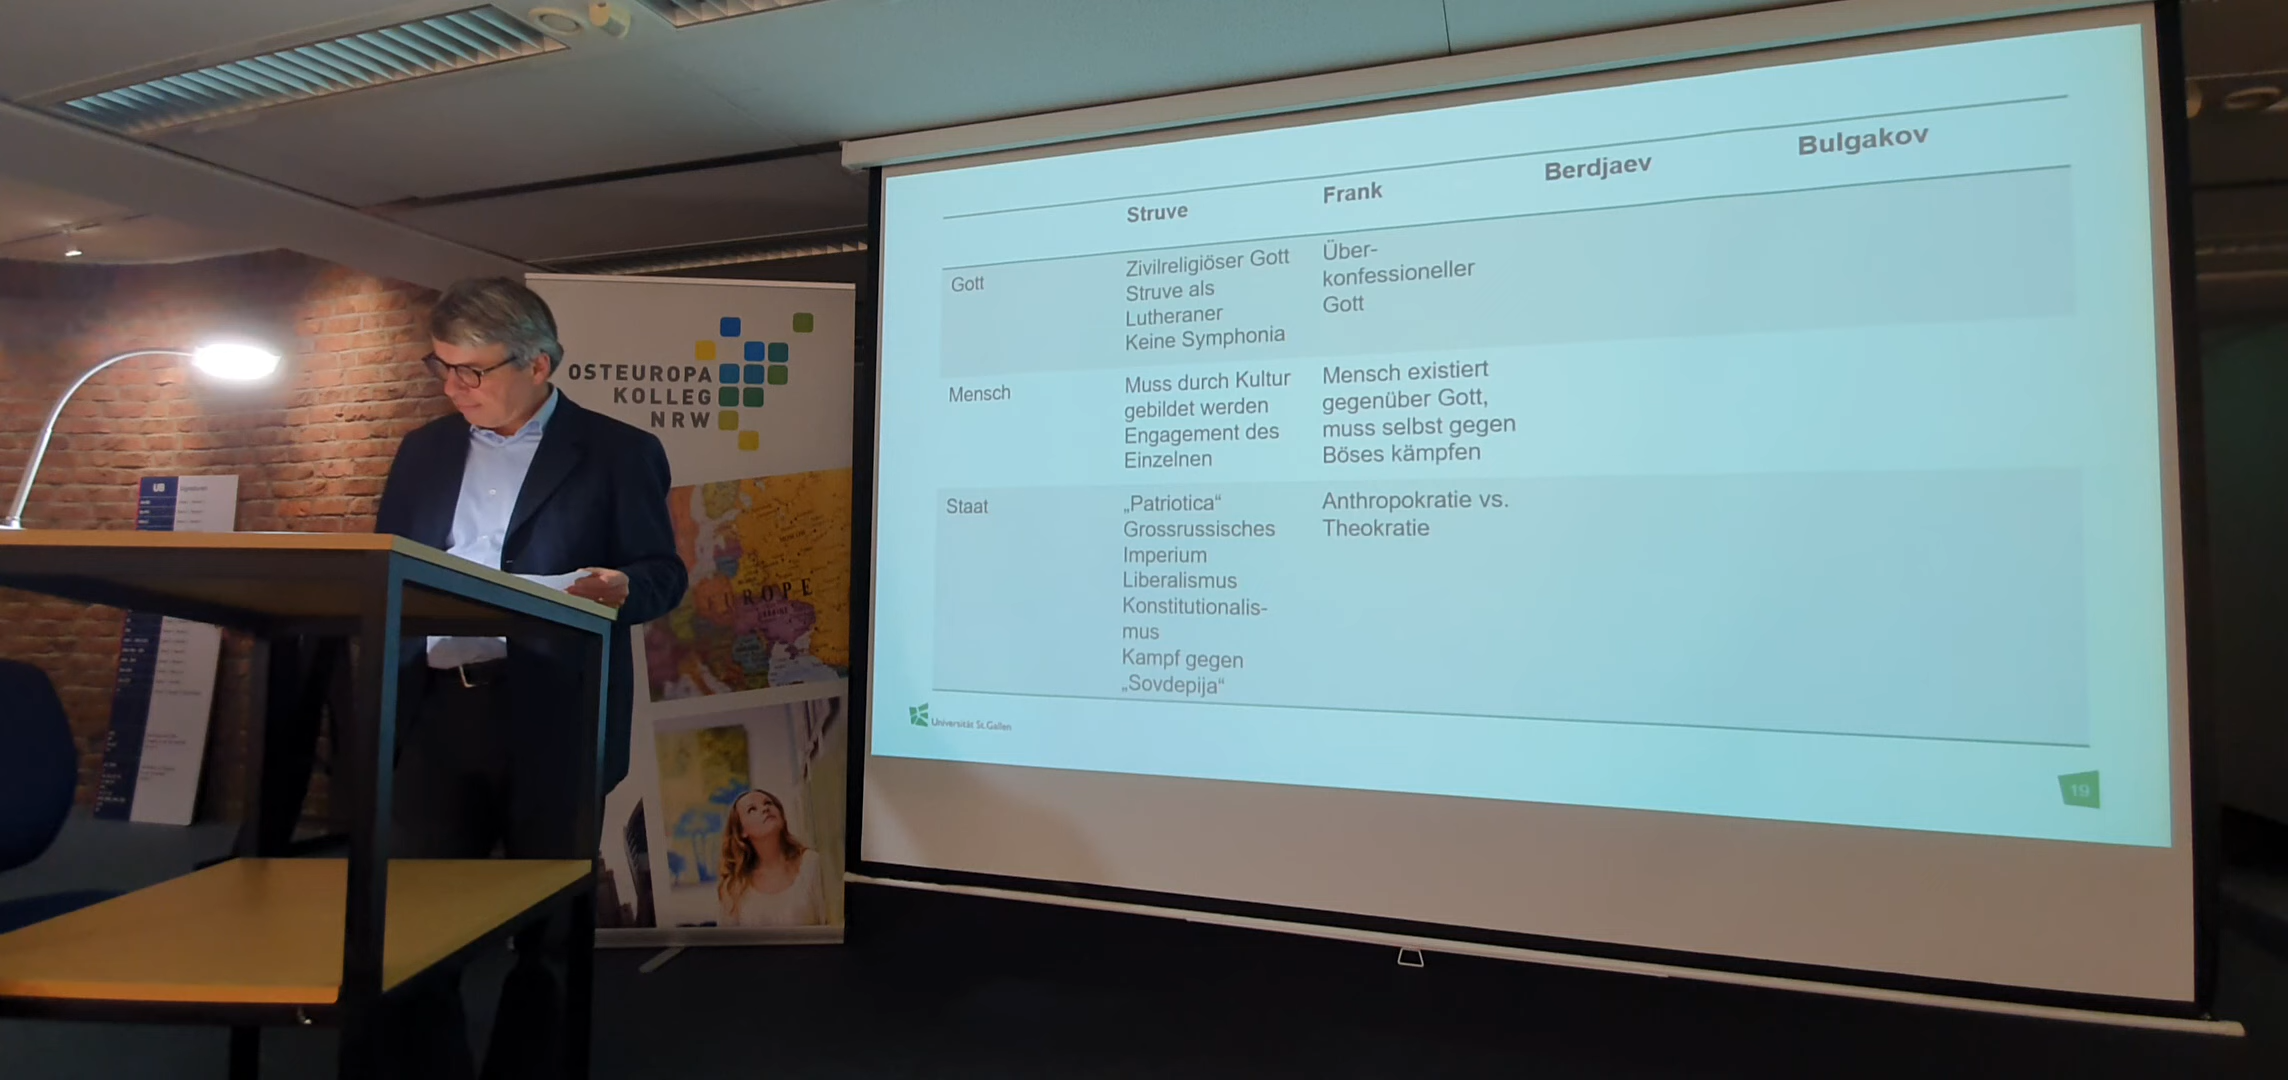 OSTEUROPA
KOLLEG
NRW
EUROPE
UB
Struve
Frank
Berdjaev
Bulgakov
Gott
Zivilreligiöser Gott
Struve als
Lutheraner
Keine Symphonia
Über-
konfessioneller
Gott
Mensch
Muss durch Kultur
gebildet werden
Engagement des
Einzelnen
Mensch existiert
gegenüber Gott,
muss selbst gegen
Böses kämpfen
Staat
„Patriotica“
Grossrussisches
Imperium
Liberalismus
Konstitutionalis-
mus
Kampf gegen
„Sovdepija“
Anthropokratie vs.
Theokratie
Universität St.Gallen
19